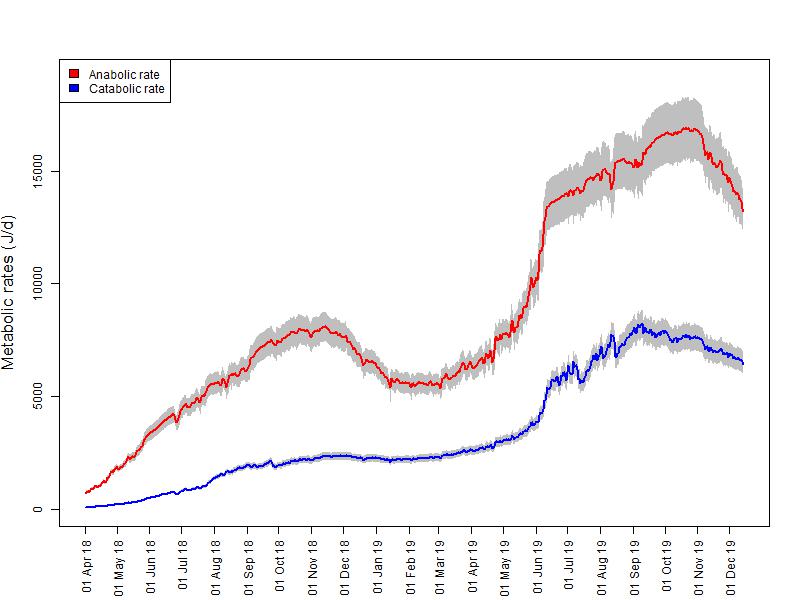 Anabolic rate
Catabolic rate
Metabolic rates (J/d)
15000
10000
5000
0
01 Apr 18
01 May 18
01 Jun 18
01 Jul 18
01 Aug 18
01 Sep 18
01 Oct 18
01 Nov 18
01 Dec 18
01 Jan 19
01 Feb 19
01 Mar 19
01 Apr 19
01 May 19
01 Jun 19
01 Jul 19
01 Aug 19
01 Sep 19
01 Oct 19
01 Nov 19
01 Dec 19